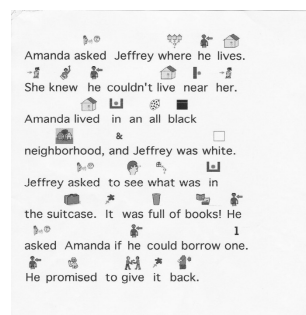 Amanda asked Jeffrey where he lives.
She knew he couldn't live near her.
Amanda lived in an all black
&
neighborhood, and Jeffrey was white.
Jeffrey asked to see what was in
the suitcase. It was full of books! He
1
asked Amanda if he could borrow one.
He promised to give it back.